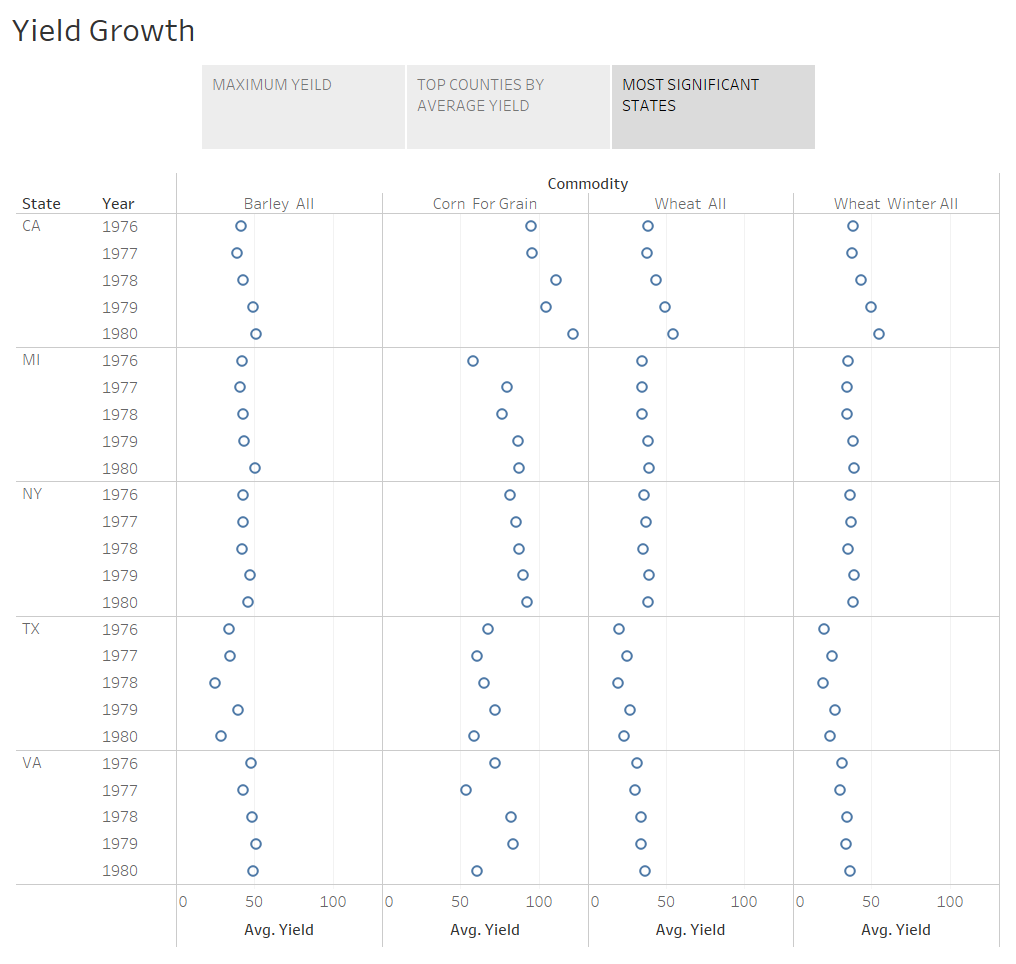 Yield Growth
MAXIMUM YEILD
TOP COUNTIES BY
AVERAGE YIELD
MOST SIGNIFICANT
STATES
Commodity
State Year Barley All Corn For Grain Wheat All Wheat Winter All
CA 1976
1977
1978
1979
1980
MI 1976
1977
1978
1979
1980
NY 1976
1977
1978
1979
1980
TX 1976
1977
1978
1979
1980
VA 1976
1977
1978
1979
1980
0 50 100 0 50 100 0 50 100 0 50 100
Avg. Yield Avg. Yield Avg. Yield Avg. Yield